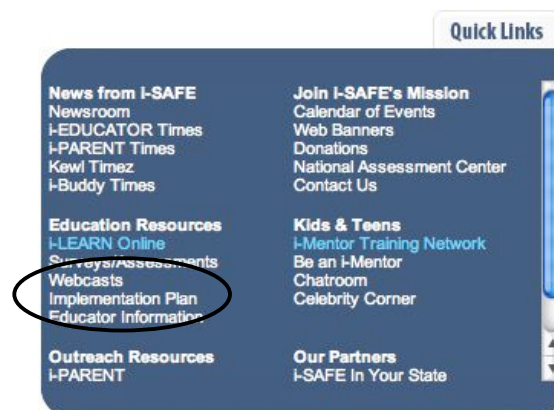 Quick Links
News from i-SAFE
Newsroom
i-EDUCATOR Times
i-PARENT Times
Kewl Timez
i-Buddy Times
Education Resources
i-LEARN Online
Surveys/Assessments
Webcasts
Implementation Plan
Educator Information
Outreach Resources
i-PARENT
Join i-SAFE's Mission
Calendar of Events
Web Banners
Donations
National Assessment Center
Contact Us
Kids & Teens
i-Mentor Training Network
Be an i-Mentor
Chatroom
Celebrity Corner
Our Partners
i-SAFE In Your State